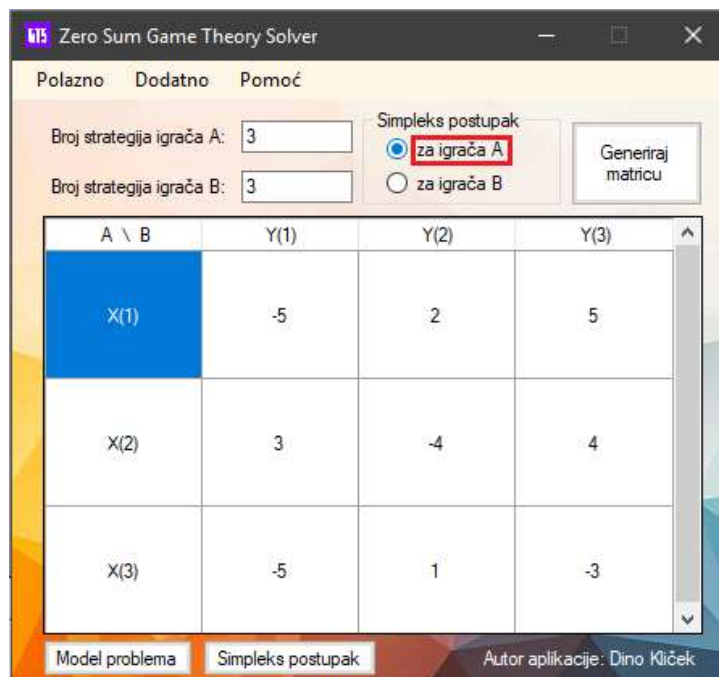 GTS Zero Sum Game Theory Solver
Polazno Dodatno Pomoć
Broj strategija igrača A: 3
Broj strategija igrača B: 3
Simpleks postupak
za igrača A
za igrača B
Generiraj
matricu
A \ B Y(1) Y(2) Y(3)
X(1) -5 2 5
X(2) 3 -4 4
X(3) -5 1 -3
Model problema Simpleks postupak Autor aplikacije: Dino Kliček